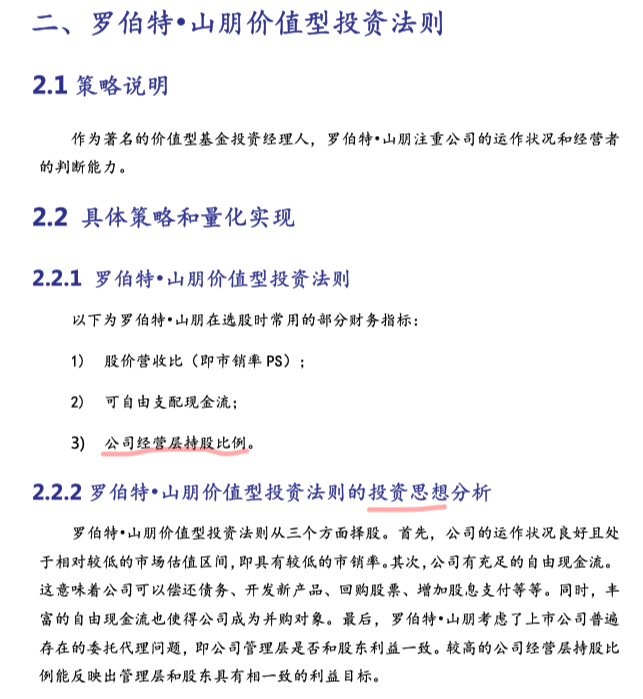 二、罗伯特•山朋价值型投资法则
2.1 策略说明
作为著名的价值型基金投资经理人，罗伯特•山朋注重公司的运作状况和经营者
的判断能力。
2.2 具体策略和量化实现
2.2.1 罗伯特•山朋价值型投资法则
以下为罗伯特•山朋在选股时常用的部分财务指标：
1) 股价营收比（即市销率 PS）；
2) 可自由支配现金流；
3) 公司经营层持股比例。
2.2.2 罗伯特•山朋价值型投资法则的投资思想分析
罗伯特•山朋价值型投资法则从三个方面择股。首先，公司的运作状况良好且处
于相对较低的市场估值区间，即具有较低的市销率。其次，公司有充足的自由现金流。
这意味着公司可以偿还债务、开发新产品、回购股票、增加股息支付等等。同时，丰
富的自由现金流也使得公司成为并购对象。最后，罗伯特•山朋考虑了上市公司普遍
存在的委托代理问题，即公司管理层是否和股东利益一致。较高的公司经营层持股比
例能反映出管理层和股东具有相一致的利益目标。